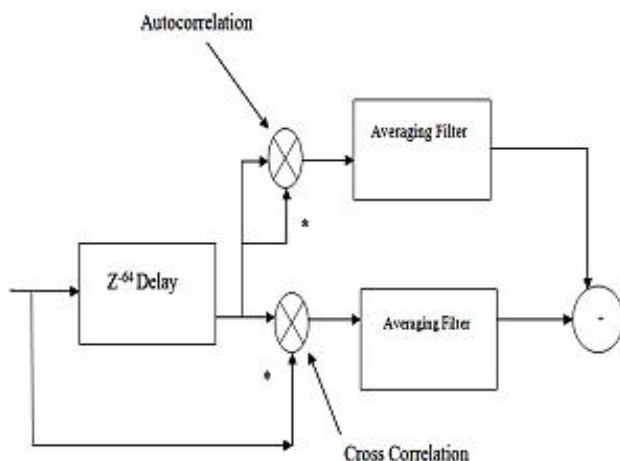 Autocorrelation
Averaging Filter
*
Z-64 Delay
Averaging Filter
-
*
Cross Correlation